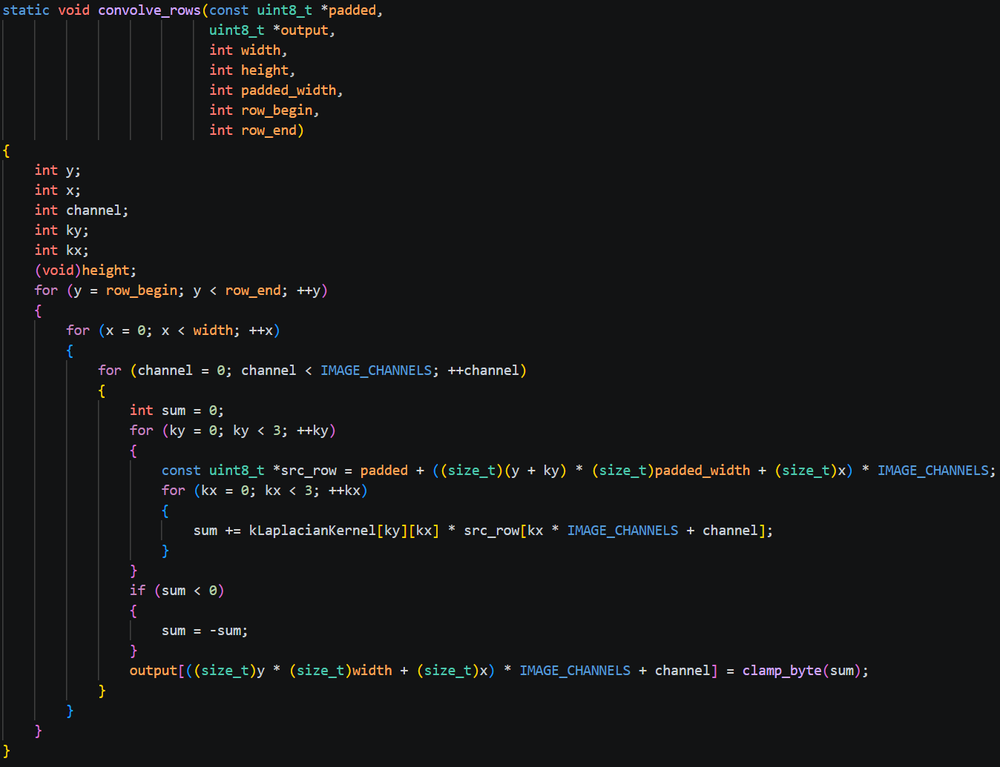 static void convolve_rows(const uint8_t *padded,
                          uint8_t *output,
                          int width,
                          int height,
                          int padded_width,
                          int row_begin,
                          int row_end)
{
    int y;
    int x;
    int channel;
    int ky;
    int kx;
    (void)height;
    for (y = row_begin; y < row_end; ++y)
    {
        for (x = 0; x < width; ++x)
        {
            for (channel = 0; channel < IMAGE_CHANNELS; ++channel)
            {
                int sum = 0;
                for (ky = 0; ky < 3; ++ky)
                {
                    const uint8_t *src_row = padded + ((size_t)(y + ky) * (size_t)padded_width + (size_t)x) * IMAGE_CHANNELS;
                    for (kx = 0; kx < 3; ++kx)
                    {
                        sum += kLaplacianKernel[ky][kx] * src_row[kx * IMAGE_CHANNELS + channel];
                    }
                }
                if (sum < 0)
                {
                    sum = -sum;
                }
                output[((size_t)y * (size_t)width + (size_t)x) * IMAGE_CHANNELS + channel] = clamp_byte(sum);
            }
        }
    }
}